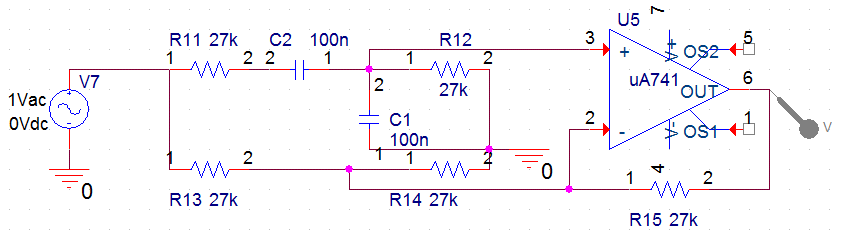 U5
7
R11 27k
C2
100n
R12
3
+
V+
OS2
5
1
2
2
1
1
2
V7
2
27k
uA741
6
1Vac
OUT
0Vdc
C1
2
-
V-
OS1
1
V
100n
1
2
1
1
2
0
4
0
1
2
R13 27k
R14 27k
R15 27k